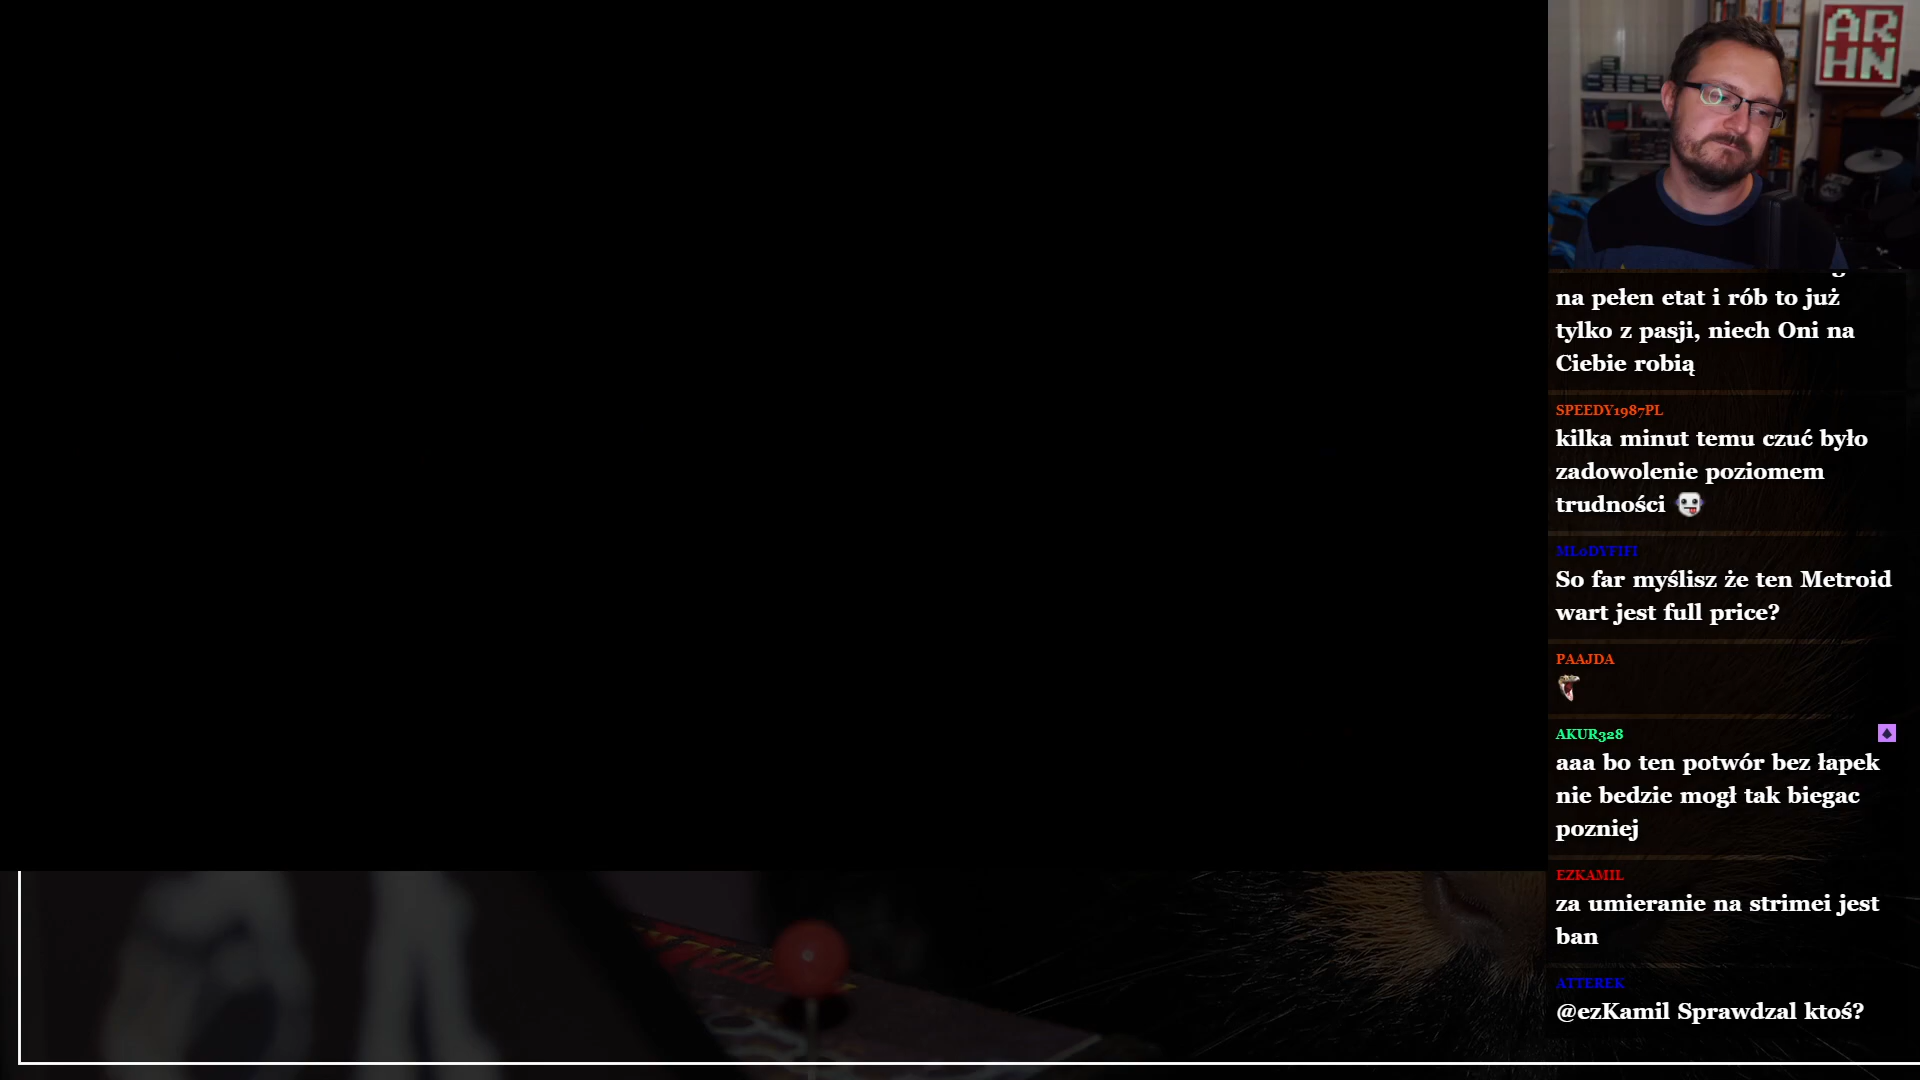 AR
HN
na pełen etat i rób to już
tylko z pasji, niech Oni na
Ciebie robią
SPEEDY1987PL
kilka minut temu czuć było
zadowolenie poziomem
trudności
ML0DYFIFI
So far myślisz że ten Metroid
wart jest full price?
PAAJDA
AKUR328
aaa bo ten potwór bez łapek
nie bedzie mogł tak biegac
pozniej
EZKAMIL
za umieranie na strimei jest
ban
ATTEREK
@ezKamil Sprawdzal ktoś?